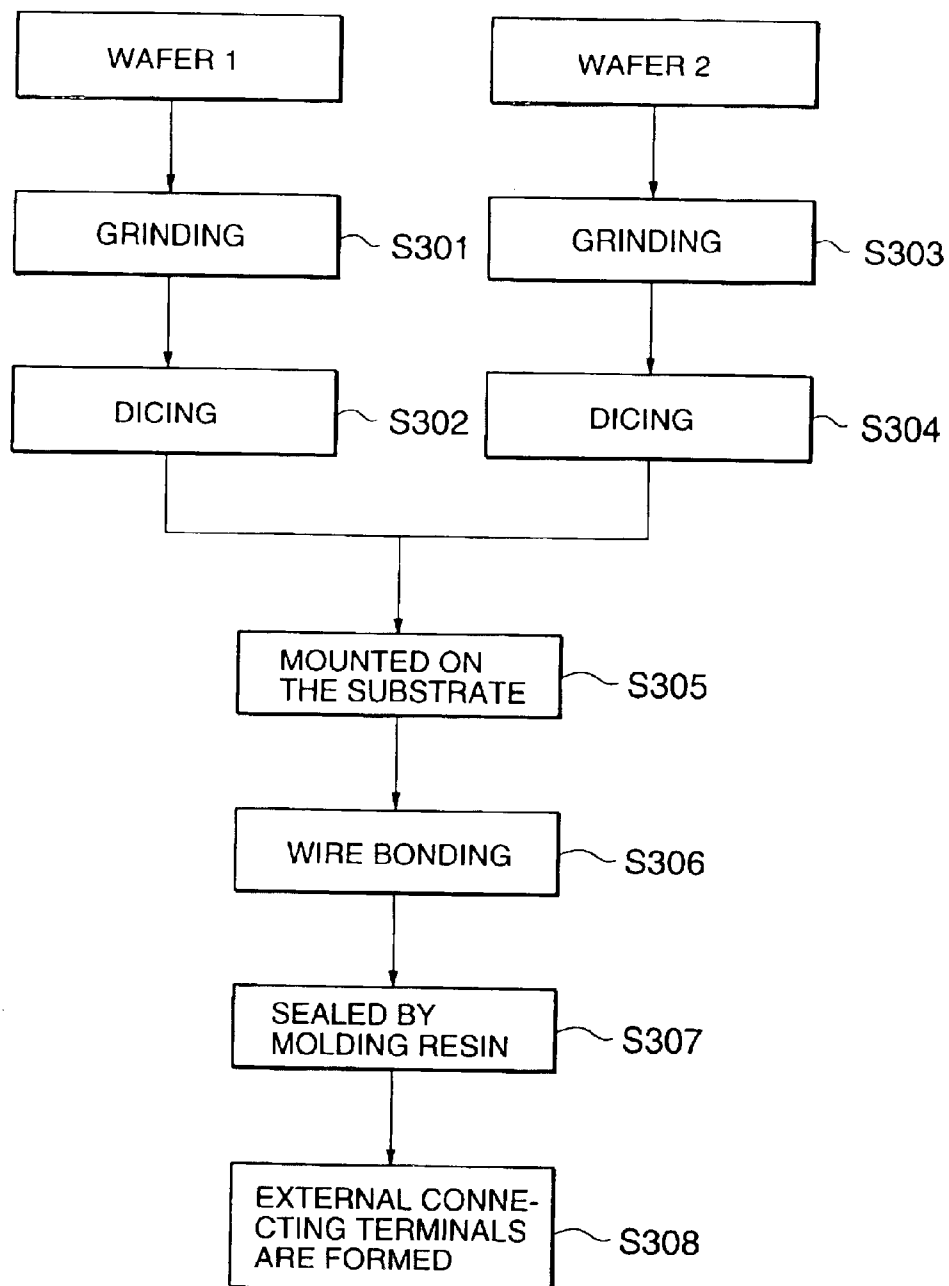 WAFER 1
WAFER 2
GRINDING
S301
GRINDING
S303
DICING
S302
DICING
S304
MOUNTED ON
THE SUBSTRATE
S305
WIRE BONDING
S306
SEALED BY
MOLDING RESIN
S307
EXTERNAL CONNE-
CTING TERMINALS
ARE FORMED
S308